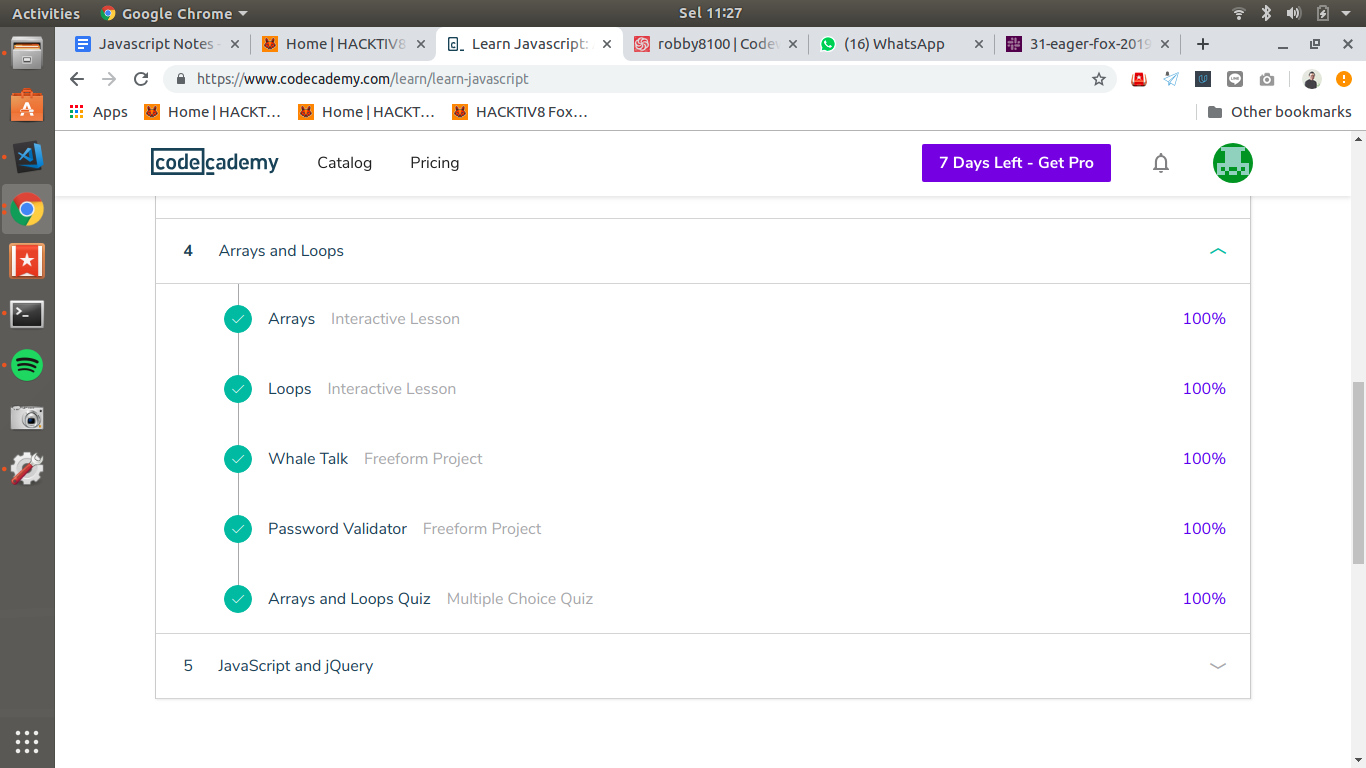 Activities Google Chrome Sel 11:27
Javascript Notes - Home | HACKTIV8 Learn Javascript: robby8100 | Codew (16) WhatsApp 31-eager-fox-2019
https://www.codecademy.com/learn/learn-javascript
Apps Home | HACKT... Home | HACKT... HACKTIV8 Fox... Other bookmarks
codecademy Catalog Pricing 7 Days Left - Get Pro
4 Arrays and Loops
Arrays Interactive Lesson 100%
Loops Interactive Lesson 100%
Whale Talk Freeform Project 100%
Password Validator Freeform Project 100%
Arrays and Loops Quiz Multiple Choice Quiz 100%
5 JavaScript and jQuery